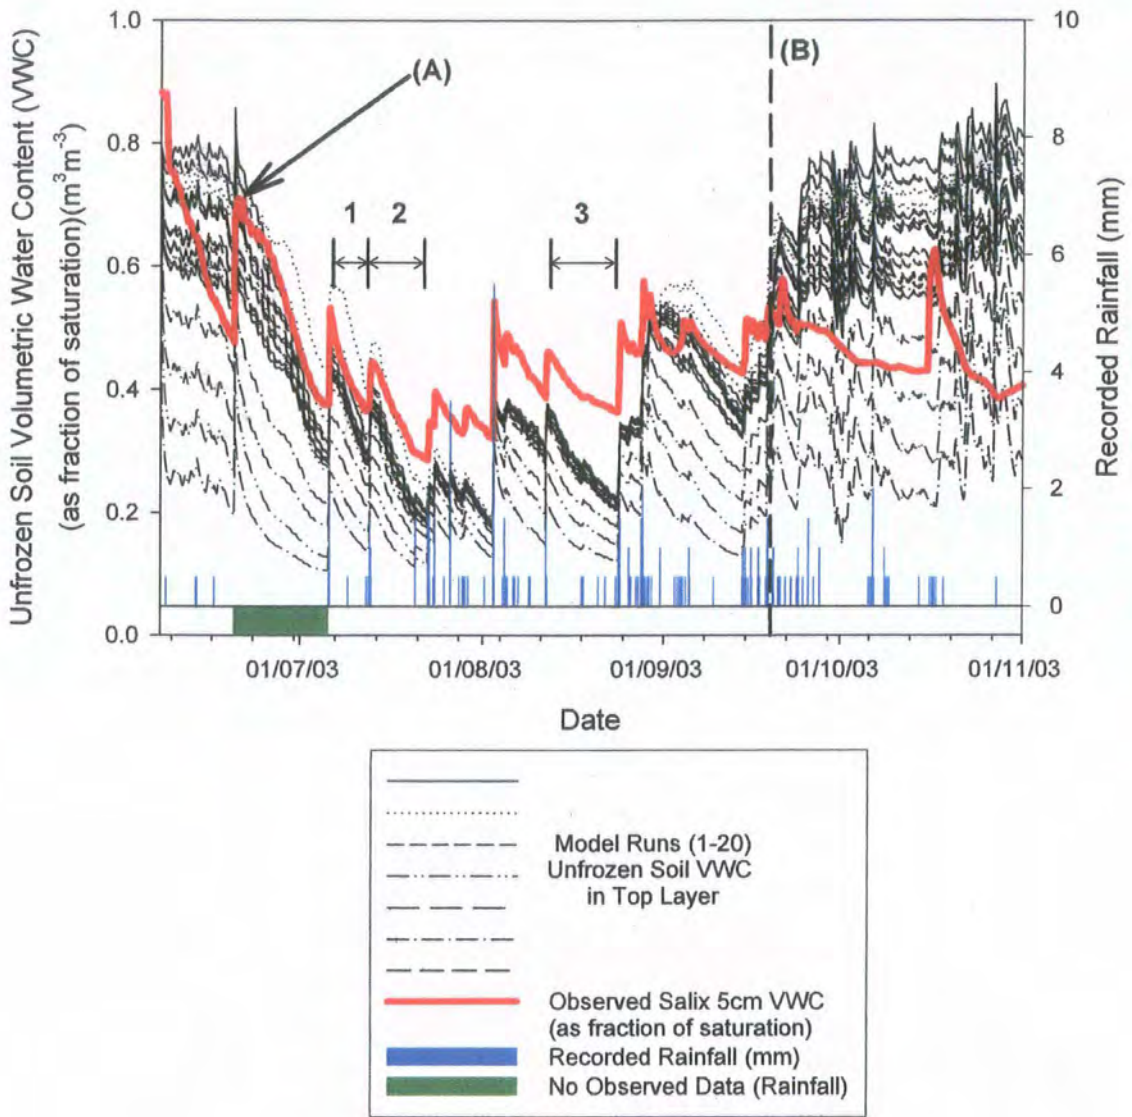 Unfrozen Soil Volumetric Water Content (VWC)
(as fraction of saturation)(m³m⁻³)
1.0
0.8
0.6
0.4
0.2
0.0
(A)
(B)
1
2
3
10
8
6
4
2
0
Recorded Rainfall (mm)
01/07/03
01/08/03
01/09/03
01/10/03
01/11/03
Date
Model Runs (1-20)
Unfrozen Soil VWC
in Top Layer
Observed Salix 5cm VWC
(as fraction of saturation)
Recorded Rainfall (mm)
No Observed Data (Rainfall)